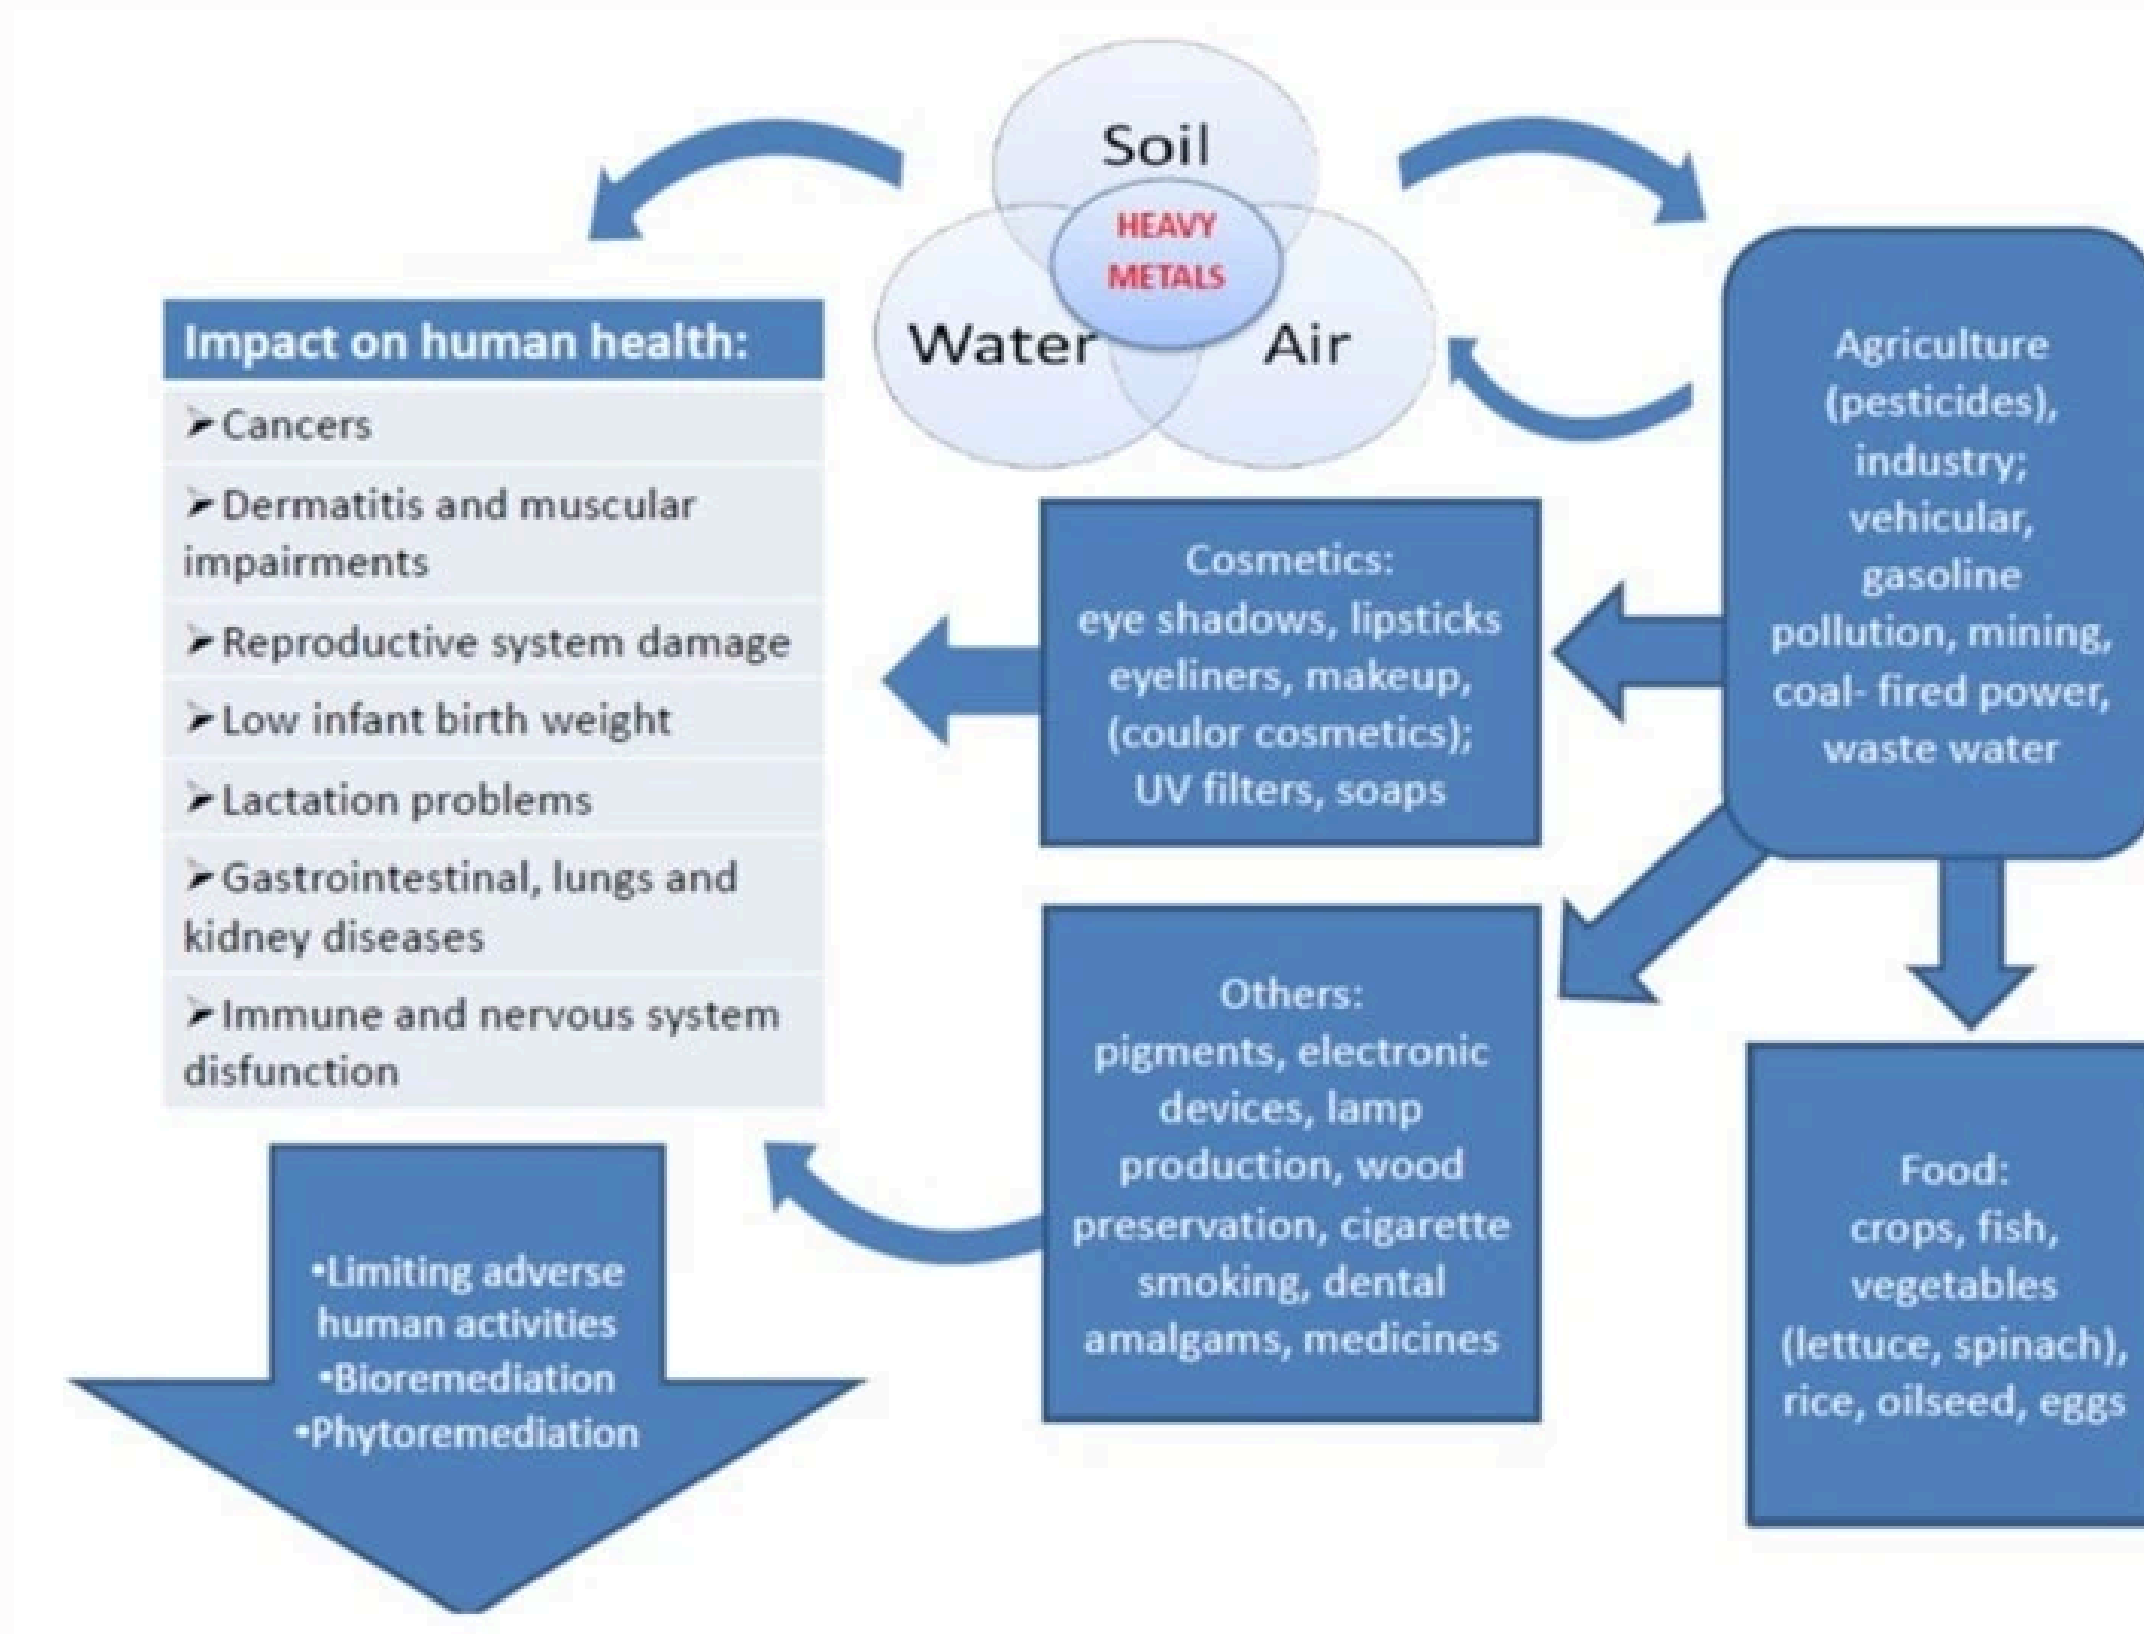 Soil
HEAVY
METALS
Water
Air
Impact on human health:
➢Cancers
➢Dermatitis and muscular
impairments
➢Reproductive system damage
➢Low infant birth weight
➢Lactation problems
➢Gastrointestinal, lungs and
kidney diseases
➢Immune and nervous system
disfunction
•Limiting adverse
human activities
•Bioremediation
•Phytoremediation
Cosmetics:
eye shadows, lipsticks
eyeliners, makeup,
(coulor cosmetics);
UV filters, soaps
Others:
pigments, electronic
devices, lamp
production, wood
preservation, cigarette
smoking, dental
amalgams, medicines
Agriculture
(pesticides),
industry;
vehicular,
gasoline
pollution, mining,
coal- fired power,
waste water
Food:
crops, fish,
vegetables
(lettuce, spinach),
rice, oilseed, eggs